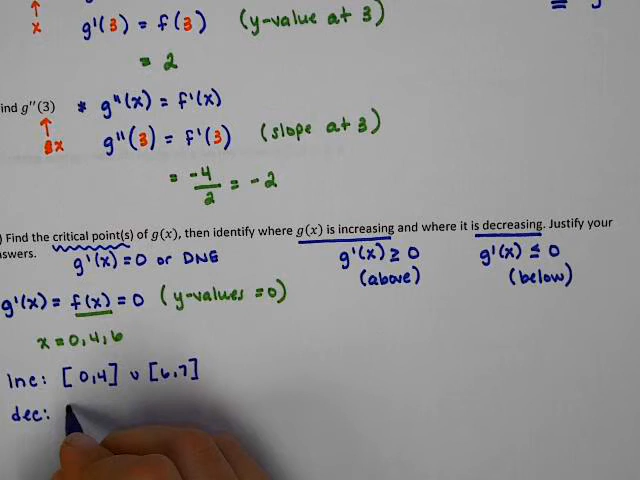 x g'(3) = f(3) (y-value at 3)
= 2
ind g''(3) * g''(x) = f'(x)
x g''(3) = f'(3) (slope at 3)
= -4/2 = -2
) Find the critical point(s) of g(x), then identify where g(x) is increasing and where it is decreasing. Justify your
swers.
g'(x) = 0 or DNE g'(x) ≥ 0 g'(x) ≤ 0
(above) (below)
g'(x) = f(x) = 0 (y-values = 0)
x = 0, 4, 6
Inc: [0,4] ∪ [6,7]
dec: